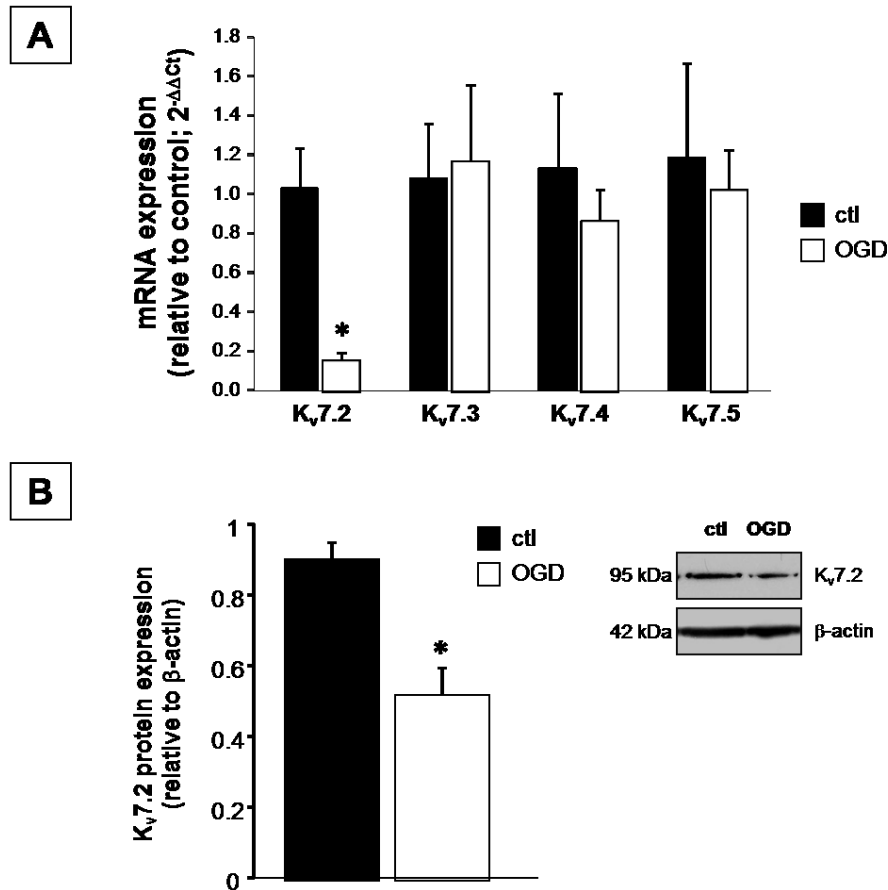 A
mRNA expression
(relative to control; 2-ΔΔCt)
1.8
1.6
1.4
1.2
1.0
0.8
0.6
0.4
0.2
0.0
*
Kv7.2
Kv7.3
Kv7.4
Kv7.5
ctl
OGD
B
Kv7.2 protein expression
(relative to β-actin)
1
0.8
0.6
0.4
0.2
0
*
ctl
OGD
ctl OGD
95 kDa Kv7.2
42 kDa β-actin